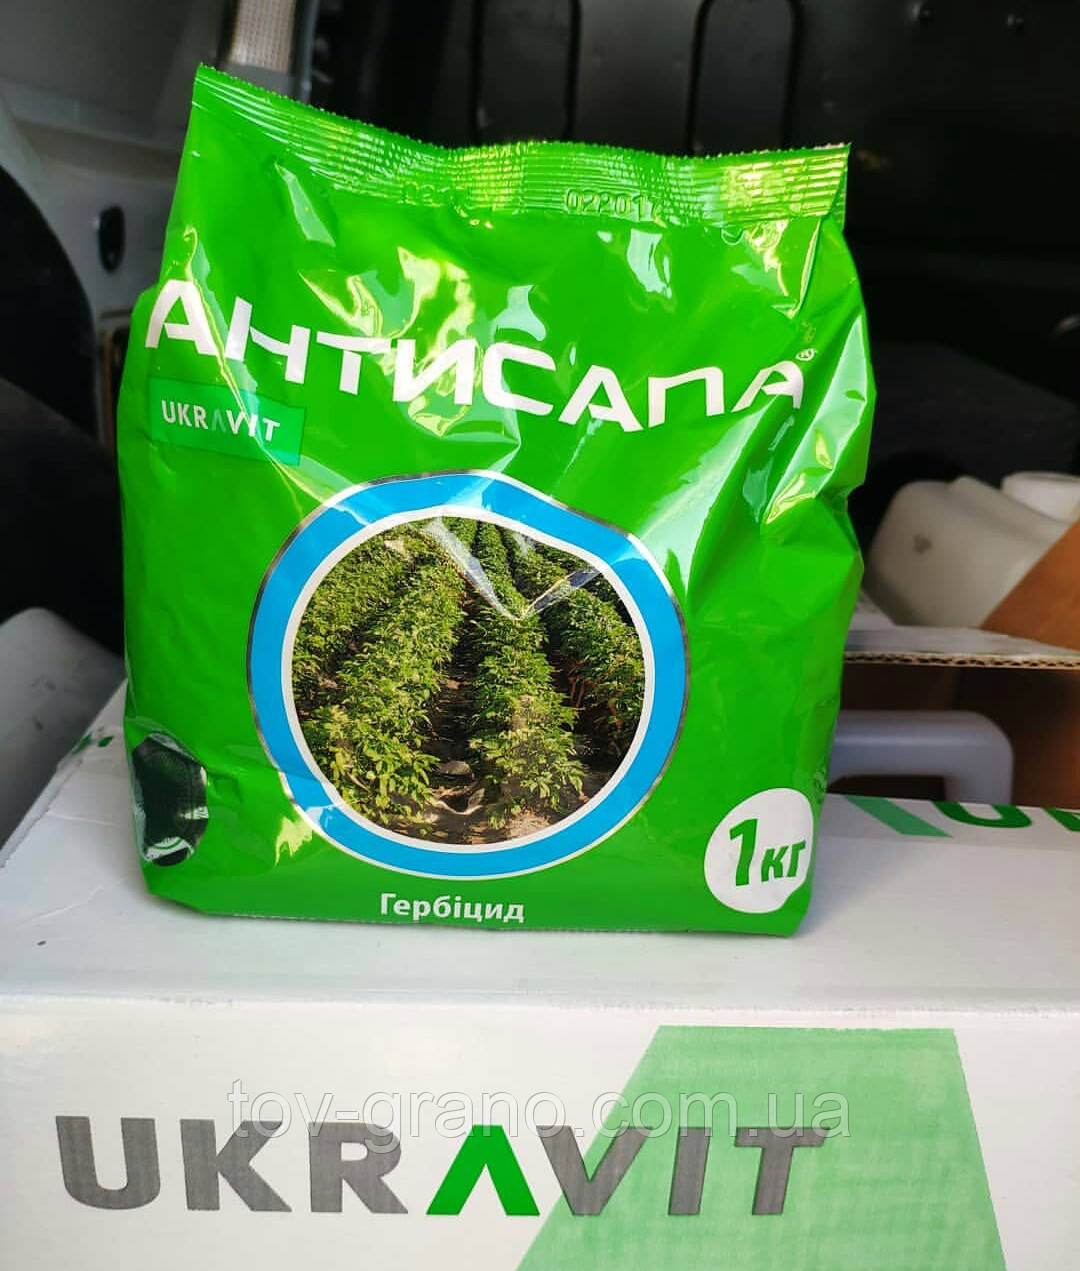 022017
АНТИСАПА®
UKRAVIT
1кг
Гербіцид
tov-grano.com.ua
UKRAVIT